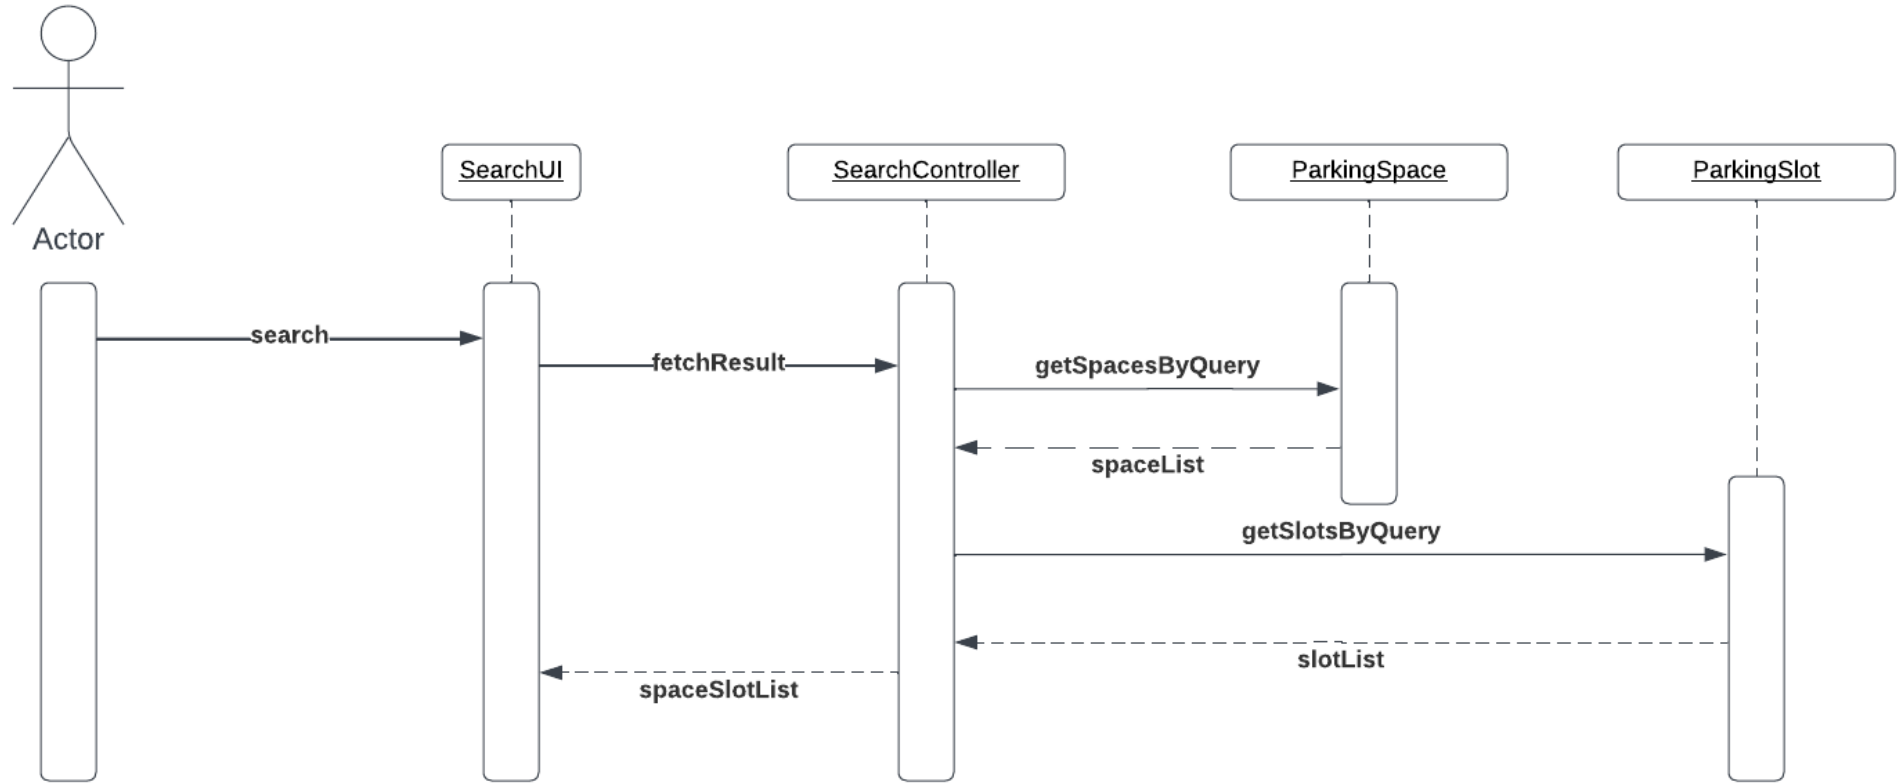 Actor
SearchUI
SearchController
ParkingSpace
ParkingSlot
search
fetchResult
getSpacesByQuery
spaceList
getSlotsByQuery
slotList
spaceSlotList